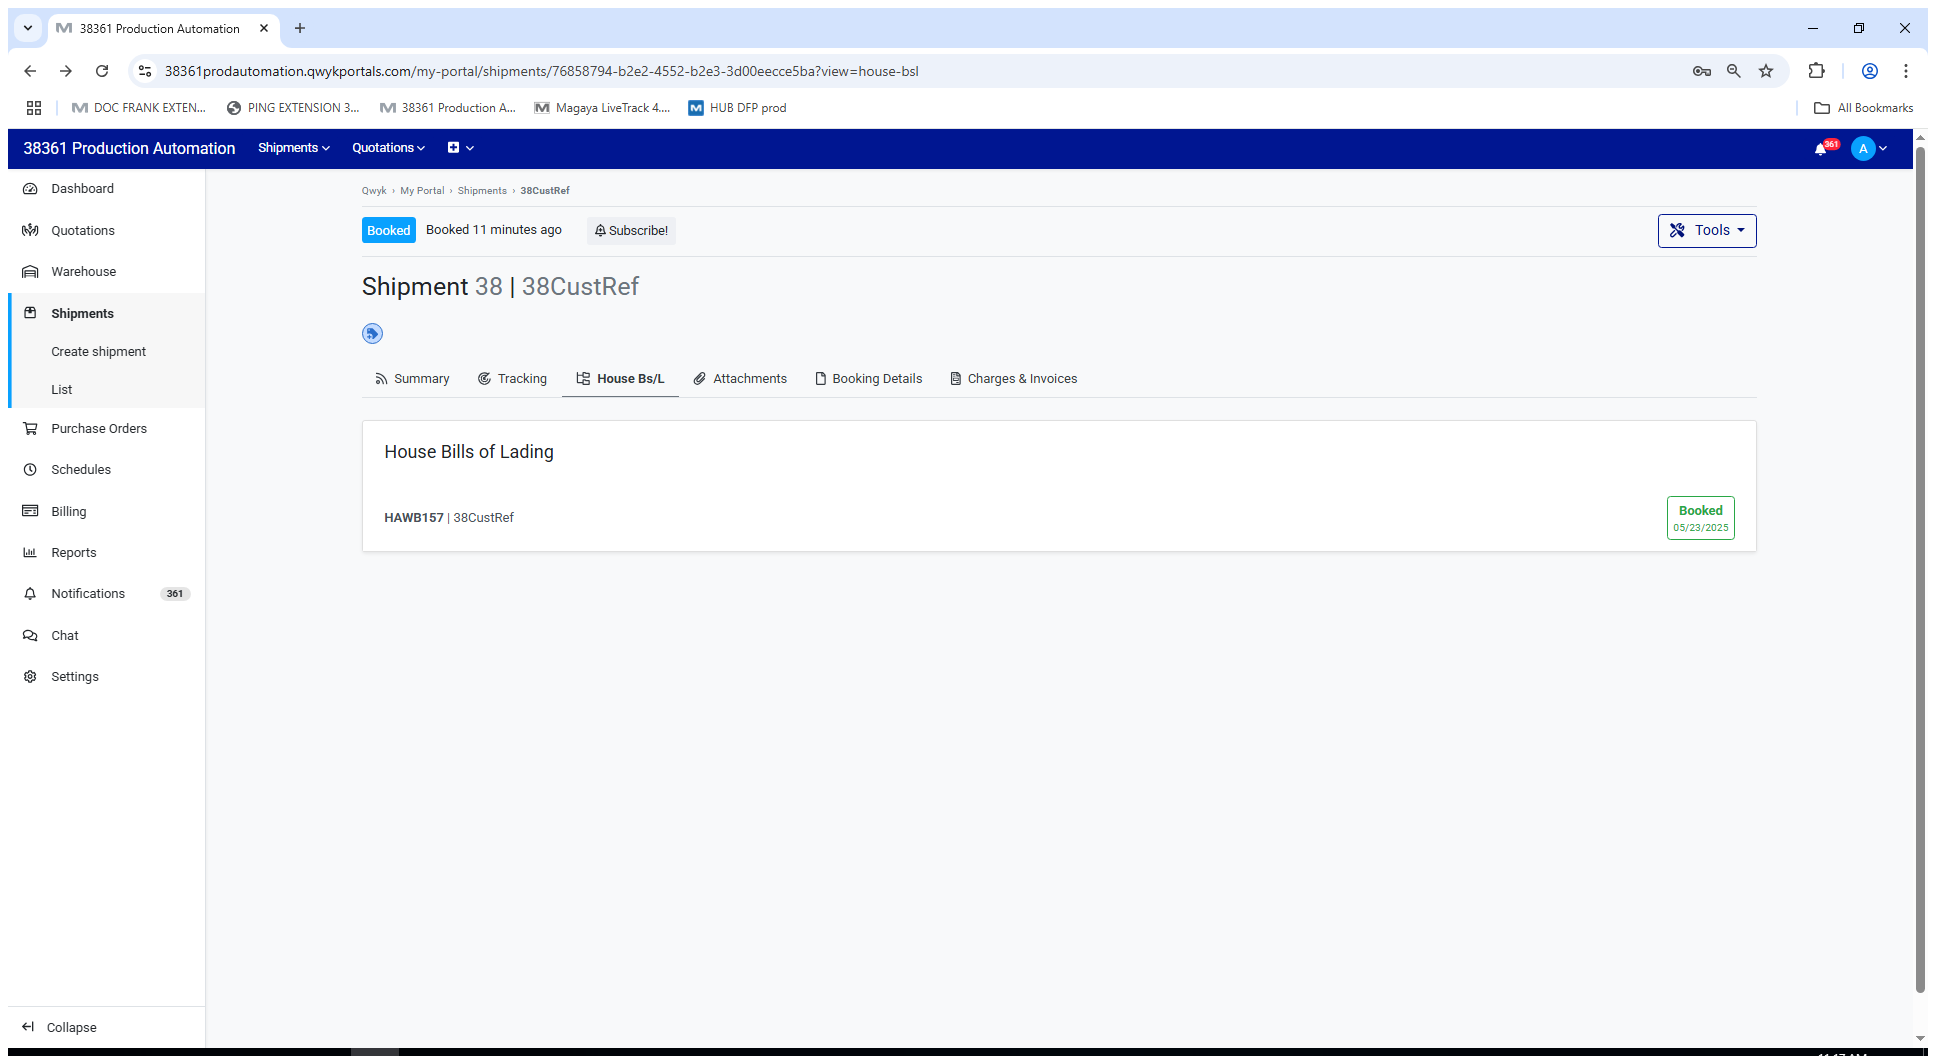 38361 Production Automation
38361prodautomation.qwykportals.com/my-portal/shipments/76858794-b2e2-4552-b2e3-3d00eecce5ba?view=house-bsl
DOC FRANK EXTEN... PING EXTENSION 3... 38361 Production A... Magaya LiveTrack 4.... HUB DFP prod All Bookmarks
38361 Production Automation Shipments Quotations 361 A
Dashboard
Quotations
Warehouse
Shipments
Create shipment
List
Purchase Orders
Schedules
Billing
Reports
Notifications 361
Chat
Settings
Collapse
Qwyk › My Portal › Shipments › 38CustRef
Booked Booked 11 minutes ago Subscribe! Tools
Shipment 38 | 38CustRef
Summary Tracking House Bs/L Attachments Booking Details Charges & Invoices
House Bills of Lading
HAWB157 | 38CustRef
Booked
05/23/2025